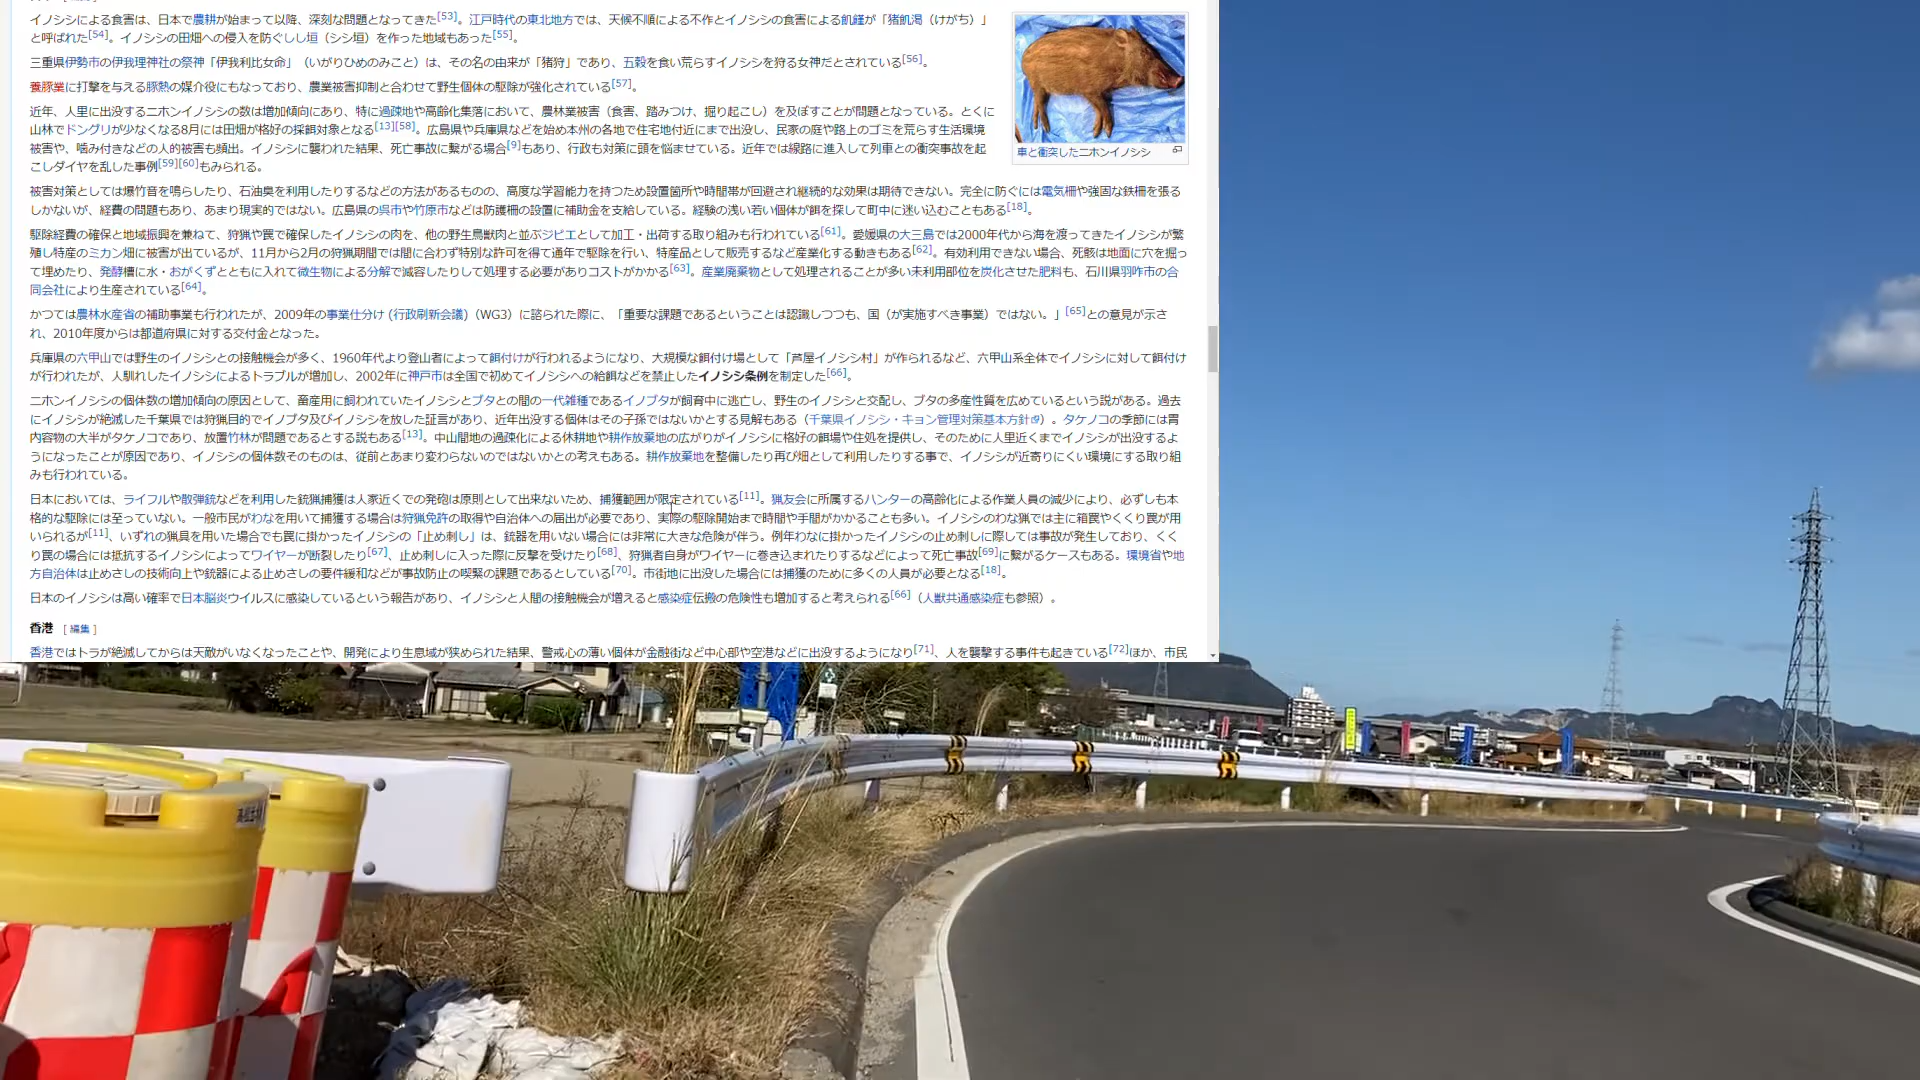 イノシシによる食害は、日本で農耕が始まって以降、深刻な問題となってきた[53]。江戸時代の東北地方では、天候不順による不作とイノシシの食害による飢饉が「猪飢渇（けがち）」
と呼ばれた[54]。イノシシの田畑への侵入を防ぐしし垣（シシ垣）を作った地域もあった[55]。
三重県伊勢市の伊我理神社の祭神「伊我利比女命」（いがりひめのみこと）は、その名の由来が「猪狩」であり、五穀を食い荒らすイノシシを狩る女神だとされている[56]。
養豚業に打撃を与える豚熱の媒介役にもなっており、農業被害抑制と合わせて野生個体の駆除が強化されている[57]。
車と衝突したニホンイノシシ
近年、人里に出没するニホンイノシシの数は増加傾向にあり、特に過疎地や高齢化集落において、農林業被害（食害、踏みつけ、掘り起こし）を及ぼすことが問題となっている。とくに
山林でドングリが少なくなる8月には田畑が格好の採餌対象となる[13][58]。広島県や兵庫県などを始め本州の各地で住宅地付近にまで出没し、民家の庭や路上のゴミを荒らす生活環境
被害や、噛み付きなどの人的被害も頻出。イノシシに襲われた結果、死亡事故に繋がる場合[9]もあり、行政も対策に頭を悩ませている。近年では線路に進入して列車との衝突事故を起
こしダイヤを乱した事例[59][60]もみられる。
被害対策としては爆竹音を鳴らしたり、石油臭を利用したりするなどの方法があるものの、高度な学習能力を持つため設置箇所や時間帯が回避され継続的な効果は期待できない。完全に防ぐには電気柵や強固な鉄柵を張る
しかないが、経費の問題もあり、あまり現実的ではない。広島県の呉市や竹原市などは防護柵の設置に補助金を支給している。経験の浅い若い個体が餌を探して町中に迷い込むこともある[18]。
駆除経費の確保と地域振興を兼ねて、狩猟や罠で確保したイノシシの肉を、他の野生鳥獣肉と並ぶジビエとして加工・出荷する取り組みも行われている[61]。愛媛県の大三島では2000年代から海を渡ってきたイノシシが繁
殖し特産のミカン畑に被害が出ているが、11月から2月の狩猟期間では間に合わず特別な許可を得て通年で駆除を行い、特産品として販売するなど産業化する動きもある[62]。有効利用できない場合、死骸は地面に穴を掘っ
て埋めたり、発酵槽に水・おがくずとともに入れて微生物による分解で減容したりして処理する必要がありコストがかかる[63]。産業廃棄物として処理されることが多い未利用部位を炭化させた肥料も、石川県羽咋市の合
同会社により生産されている[64]。
かつては農林水産省の補助事業も行われたが、2009年の事業仕分け (行政刷新会議)（WG3）に諮られた際に、「重要な課題であるということは認識しつつも、国（が実施すべき事業）ではない。」[65]との意見が示さ
れ、2010年度からは都道府県に対する交付金となった。
兵庫県の六甲山では野生のイノシシとの接触機会が多く、1960年代より登山者によって餌付けが行われるようになり、大規模な餌付け場として「芦屋イノシシ村」が作られるなど、六甲山系全体でイノシシに対して餌付け
が行われたが、人馴れしたイノシシによるトラブルが増加し、2002年に神戸市は全国で初めてイノシシへの給餌などを禁止したイノシシ条例を制定した[66]。
ニホンイノシシの個体数の増加傾向の原因として、畜産用に飼われていたイノシシとブタとの間の一代雑種であるイノブタが飼育中に逃亡し、野生のイノシシと交配し、ブタの多産性質を広めているという説がある。過去
にイノシシが絶滅した千葉県では狩猟目的でイノブタ及びイノシシを放した証言があり、近年出没する個体はその子孫ではないかとする見解もある（千葉県イノシシ・キョン管理対策基本方針）。タケノコの季節には胃
内容物の大半がタケノコであり、放置竹林が問題であるとする説もある[13]。中山間地の過疎化による休耕地や耕作放棄地の広がりがイノシシに格好の餌場や住処を提供し、そのために人里近くまでイノシシが出没するよ
うになったことが原因であり、イノシシの個体数そのものは、従前とあまり変わらないのではないかとの考えもある。耕作放棄地を整備したり再び畑として利用したりする事で、イノシシが近寄りにくい環境にする取り組
みも行われている。
日本においては、ライフルや散弾銃などを利用した銃猟捕獲は人家近くでの発砲は原則として出来ないため、捕獲範囲が限定されている[11]。猟友会に所属するハンターの高齢化による作業人員の減少により、必ずしも本
格的な駆除には至っていない。一般市民がわなを用いて捕獲する場合は狩猟免許の取得や自治体への届出が必要であり、実際の駆除開始まで時間や手間がかかることも多い。イノシシのわな猟では主に箱罠やくくり罠が用
いられるが[11]、いずれの猟具を用いた場合でも罠に掛かったイノシシの「止め刺し」は、銃器を用いない場合には非常に大きな危険が伴う。例年わなに掛かったイノシシの止め刺しに際しては事故が発生しており、くく
り罠の場合には抵抗するイノシシによってワイヤーが断裂したり[67]、止め刺しに入った際に反撃を受けたり[68]、狩猟者自身がワイヤーに巻き込まれたりするなどによって死亡事故[69]に繋がるケースもある。環境省や地
方自治体は止めさしの技術向上や銃器による止めさしの要件緩和などが事故防止の喫緊の課題であるとしている[70]。市街地に出没した場合には捕獲のために多くの人員が必要となる[18]。
日本のイノシシは高い確率で日本脳炎ウイルスに感染しているという報告があり、イノシシと人間の接触機会が増えると感染症伝搬の危険性も増加すると考えられる[66]（人獣共通感染症も参照）。
香港 [編集]
香港ではトラが絶滅してからは天敵がいなくなったことや、開発により生息域が狭められた結果、警戒心の薄い個体が金融街など中心部や空港などに出没するようになり[71]、人を襲撃する事件も起きている[72]ほか、市民